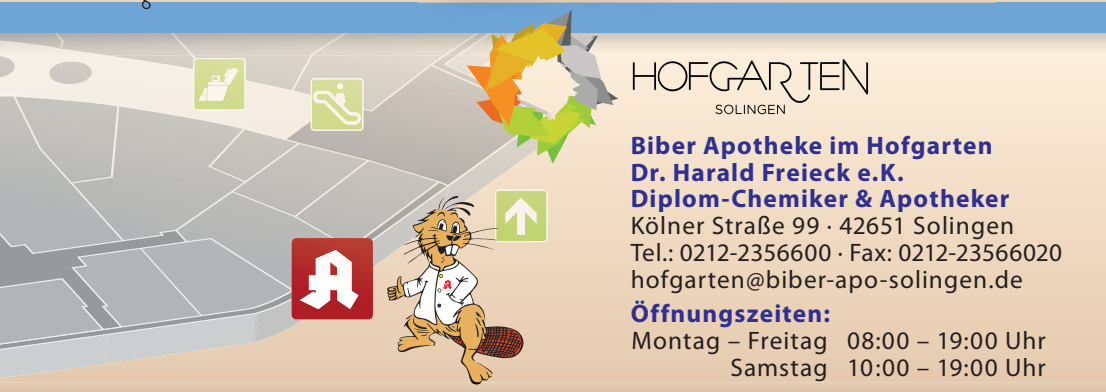 HOFGARTEN
SOLINGEN
Biber Apotheke im Hofgarten
Dr. Harald Freieck e.K.
Diplom-Chemiker & Apotheker
Kölner Straße 99 · 42651 Solingen
Tel.: 0212-2356600 · Fax: 0212-23566020
hofgarten@biber-apo-solingen.de
Öffnungszeiten:
Montag – Freitag 08:00 – 19:00 Uhr
Samstag 10:00 – 19:00 Uhr